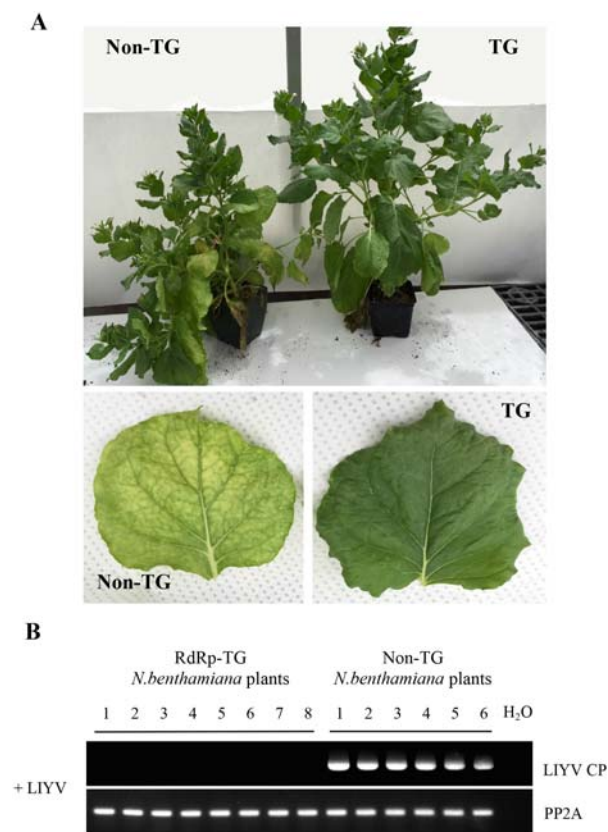 A
Non-TG TG
TG
Non-TG
B
RdRp-TG Non-TG
N.benthamiana plants N.benthamiana plants
1 2 3 4 5 6 7 8 1 2 3 4 5 6 H₂O
LIYV CP
+ LIYV
PP2A